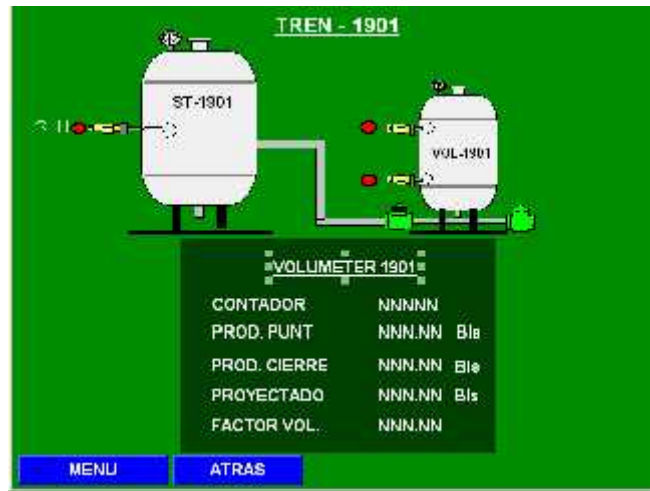 TREN - 1901
ST-1901
VOL-1901
VOLUMETER 1901
CONTADOR NNNNN
PROD. PUNT NNN.NN Bls
PROD. CIERRE NNN.NN Bls
PROYECTADO NNN.NN Bls
FACTOR VOL. NNN.NN
MENU ATRAS